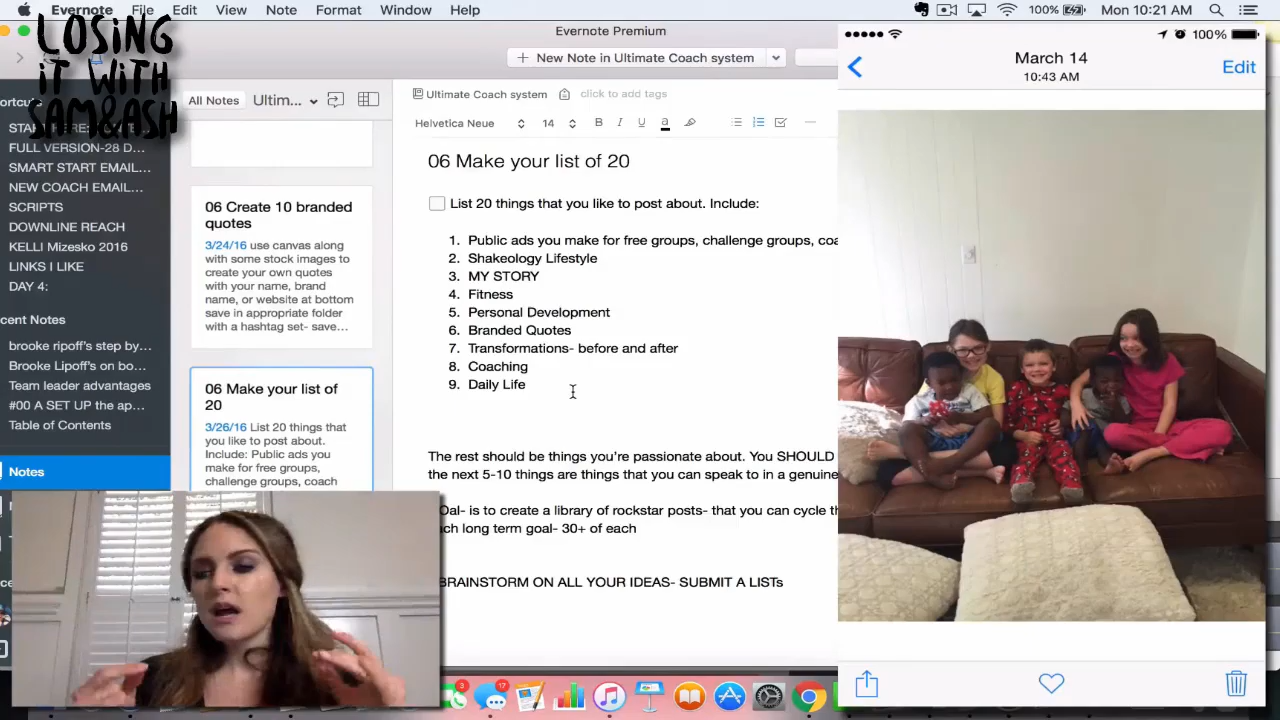 Evernote File Edit View Note Format Window Help
100% Mon 10:21 AM
LOSING
iT WiTH
SAM&ASH
Evernote Premium
New Note in Ultimate Coach system
All Notes Ultim...
FULL VERSION-28 D...
SMART START EMAIL...
NEW COACH EMAIL...
SCRIPTS
DOWNLINE REACH
KELLI Mizesko 2016
LINKS I LIKE
DAY 4:
cent Notes
brooke ripoff's step by...
Brooke Lipoff's on bo...
Team leader advantages
#00 A SET UP the ap...
Table of Contents
Notes
06 Create 10 branded
quotes
3/24/16 use canvas along
with some stock images to
create your own quotes
with your name, brand
name, or website at bottom
save in appropriate folder
with a hashtag set- save...
06 Make your list of
20
3/26/16 List 20 things that
you like to post about.
Include: Public ads you
make for free groups,
challenge groups, coach
Ultimate Coach system click to add tags
Helvetica Neue 14 B I U a
06 Make your list of 20
List 20 things that you like to post about. Include:
1. Public ads you make for free groups, challenge groups, coa
2. Shakeology Lifestyle
3. MY STORY
4. Fitness
5. Personal Development
6. Branded Quotes
7. Transformations- before and after
8. Coaching
9. Daily Life
The rest should be things you're passionate about. You SHOULD
the next 5-10 things are things that you can speak to in a genuine
Oal- is to create a library of rockstar posts- that you can cycle th
ch long term goal- 30+ of each
BRAINSTORM ON ALL YOUR IDEAS- SUBMIT A LISTs
100%
March 14
10:43 AM
Edit
3 17